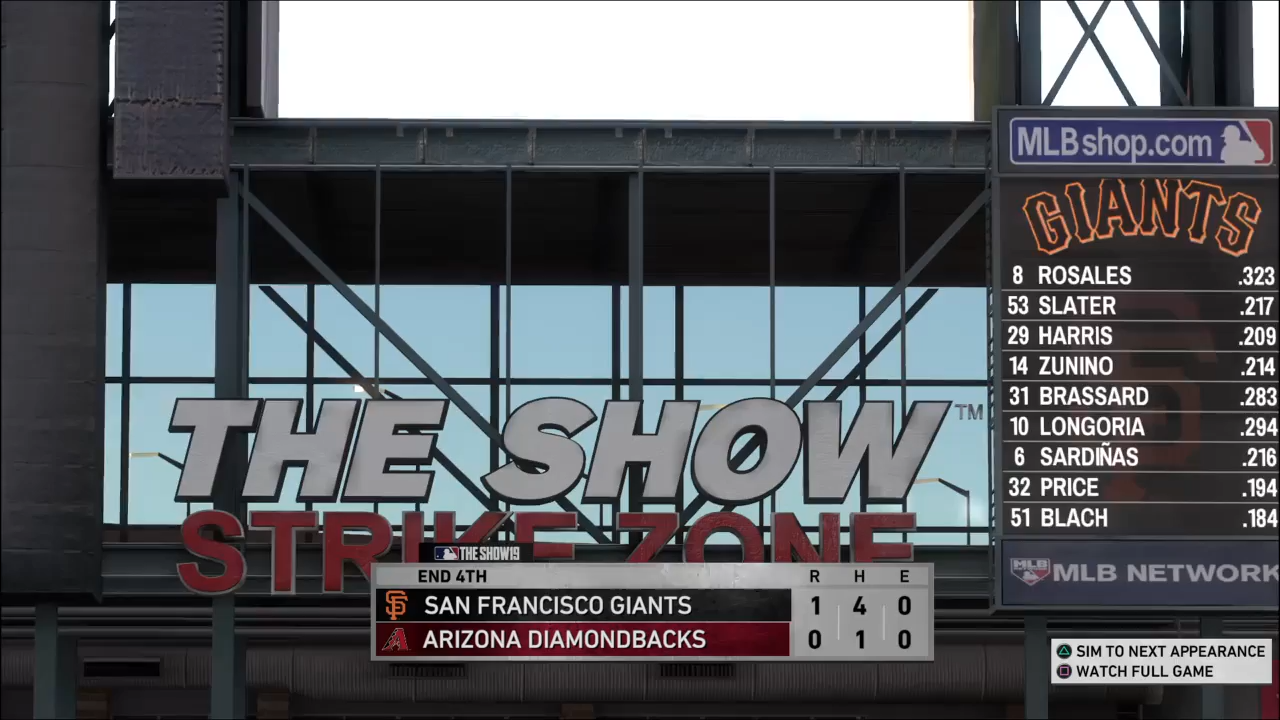 MLBshop.com
GIANTS
8 ROSALES .323
53 SLATER .217
29 HARRIS .209
14 ZUNINO .214
31 BRASSARD .283
10 LONGORIA .294
6 SARDIÑAS .216
32 PRICE .194
51 BLACH .184
MLB MLB NETWORK
THE SHOW™
STRIKE ZONE
THE SHOW19
END 4TH R H E
SF SAN FRANCISCO GIANTS 1 4 0
A ARIZONA DIAMONDBACKS 0 1 0
SIM TO NEXT APPEARANCE
WATCH FULL GAME